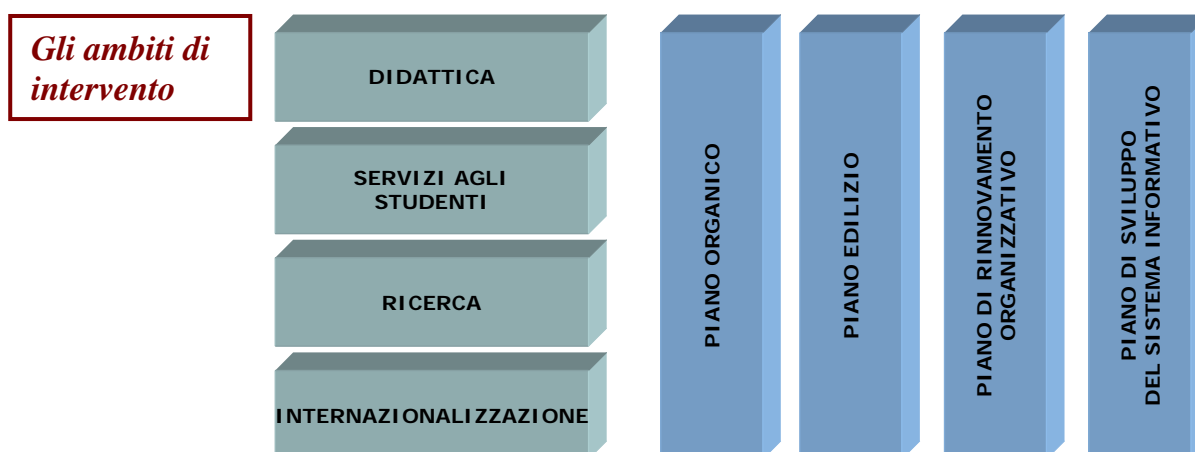 Gli ambiti di
intervento
DIDATTICA
SERVIZI AGLI
STUDENTI
RICERCA
INTERNAZIONALIZZAZIONE
PIANO ORGANICO
PIANO EDILIZIO
PIANO DI RINNOVAMENTO
ORGANIZZATIVO
PIANO DI SVILUPPO
DEL SISTEMA INFORMATIVO